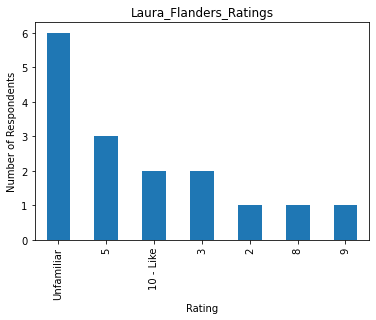 Laura_Flanders_Ratings
Number of Respondents
6
5
4
3
2
1
0
Unfamiliar
5
10 - Like
3
2
8
9
Rating